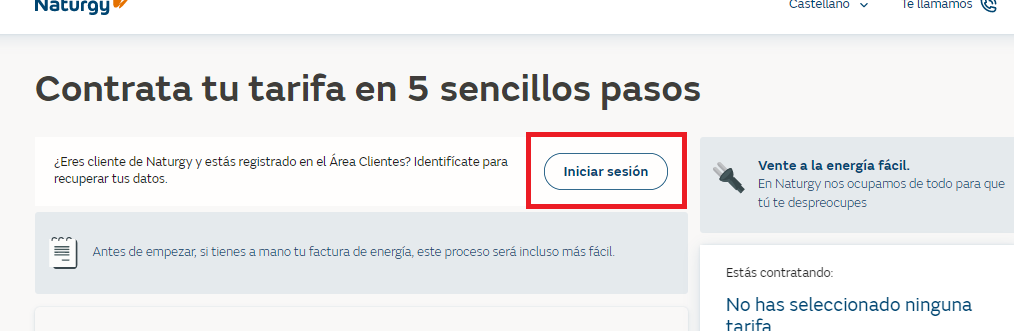 Naturgy
Castellano
Te llamamos
Contrata tu tarifa en 5 sencillos pasos
¿Eres cliente de Naturgy y estás registrado en el Área Clientes? Identifícate para
recuperar tus datos.
Iniciar sesión
Vente a la energía fácil.
En Naturgy nos ocupamos de todo para que
tú te despreocupes
Antes de empezar, si tienes a mano tu factura de energía, este proceso será incluso más fácil.
Estás contratando:
No has seleccionado ninguna
tarifa